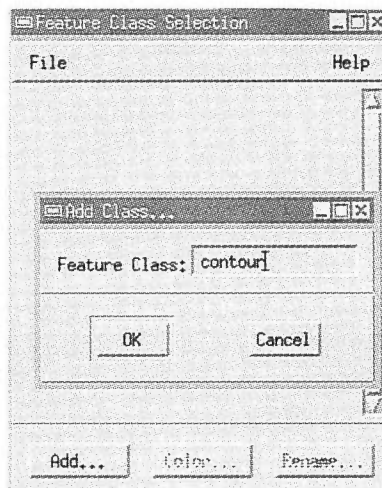 Feature Class Selection
File Help
Add Class...
Feature Class: contour
OK Cancel
Add... Color... Rename...